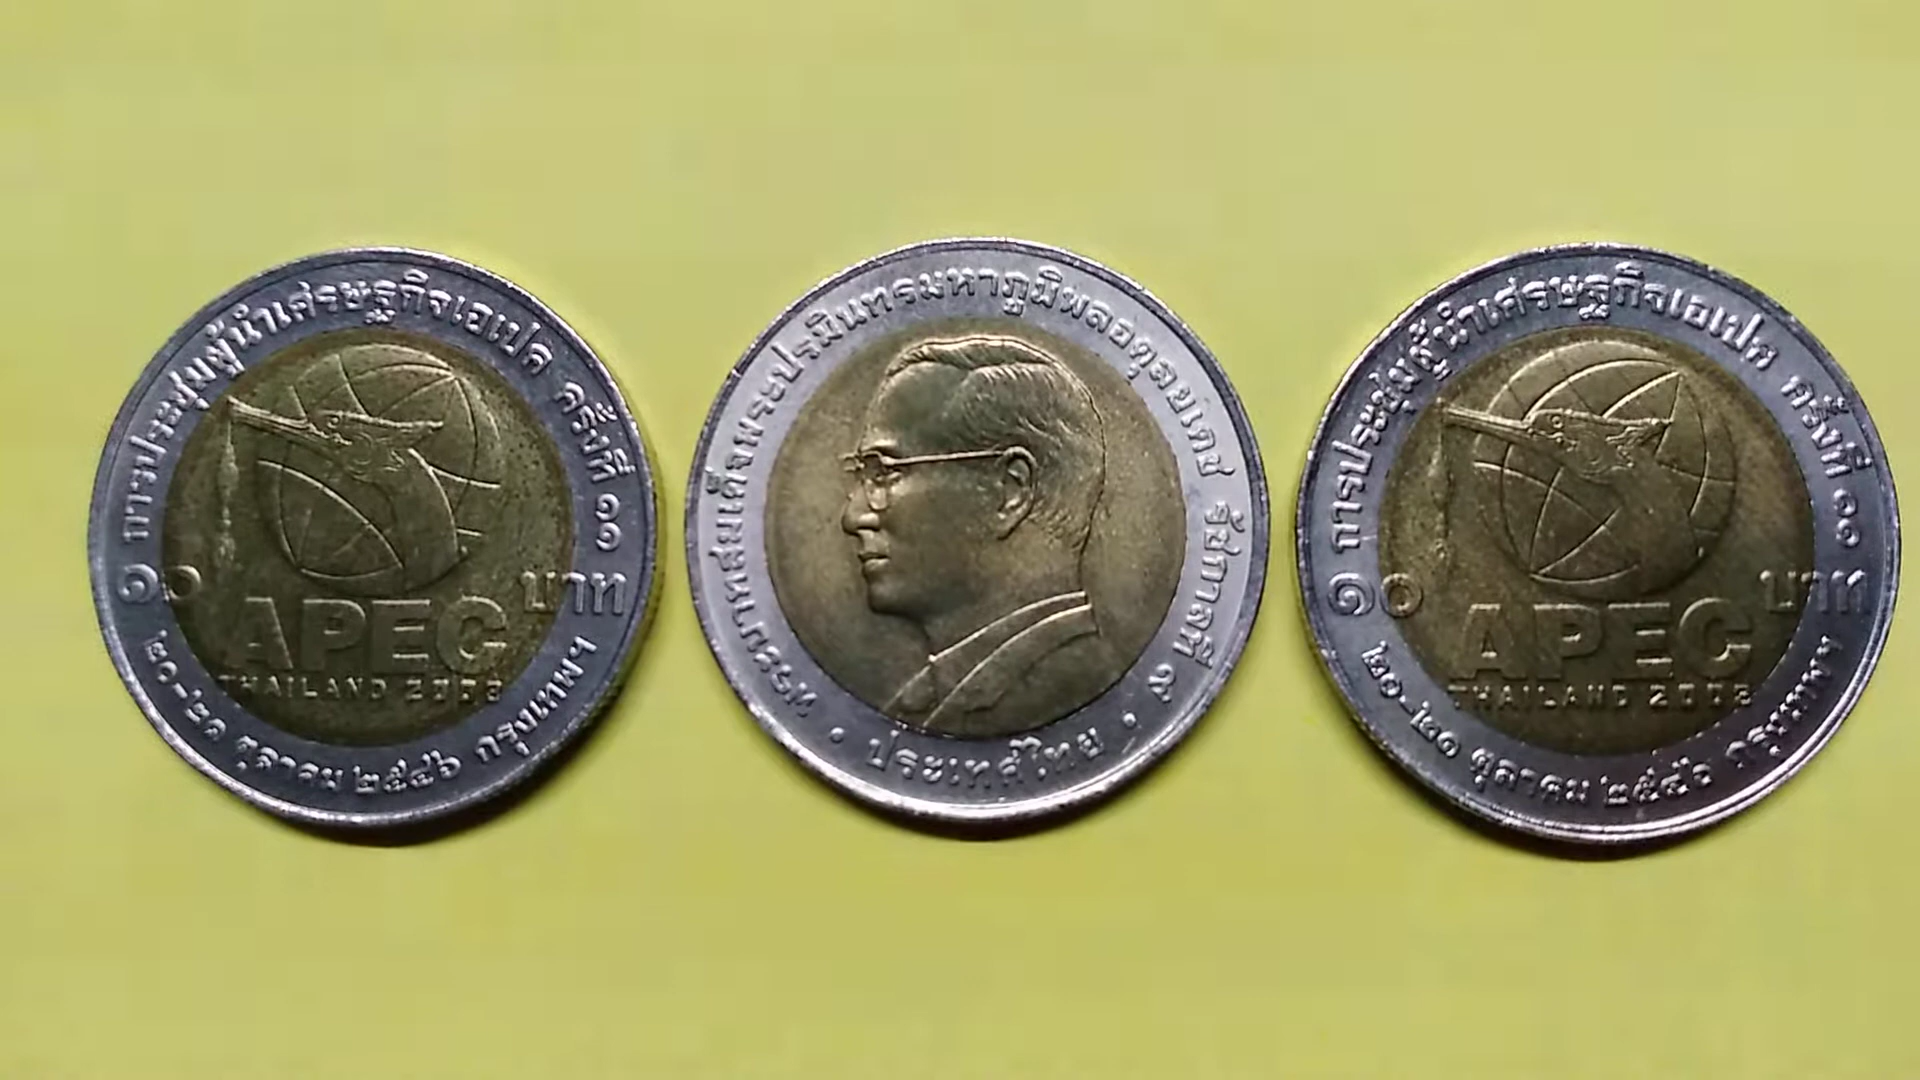 การประชุมผู้นำเศรษฐกิจเอเปค ครั้งที่ ๑๑
๑๐ บาท
APEC
THAILAND 2003
๒๐-๒๑ ตุลาคม ๒๕๔๖ กรุงเทพฯ
พระบาทสมเด็จพระปรมินทรมหาภูมิพลอดุลยเดช รัชกาลที่ ๙
• ประเทศไทย •
การประชุมผู้นำเศรษฐกิจเอเปค ครั้งที่ ๑๑
๑๐ บาท
APEC
THAILAND 2003
๒๐-๒๑ ตุลาคม ๒๕๔๖ กรุงเทพฯ